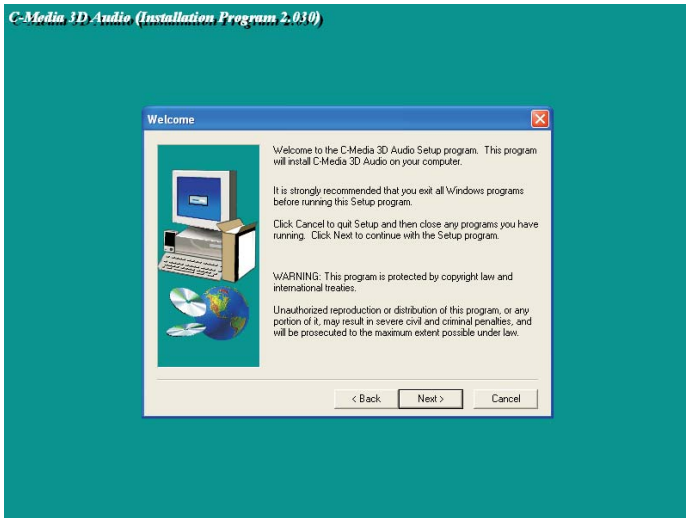 C-Media 3D Audio (Installation Program 2.030)
Welcome
Welcome to the C-Media 3D Audio Setup program. This program
will install C-Media 3D Audio on your computer.
It is strongly recommended that you exit all Windows programs
before running this Setup program.
Click Cancel to quit Setup and then close any programs you have
running. Click Next to continue with the Setup program.
WARNING: This program is protected by copyright law and
international treaties.
Unauthorized reproduction or distribution of this program, or any
portion of it, may result in severe civil and criminal penalties, and
will be prosecuted to the maximum extent possible under law.
< Back
Next >
Cancel